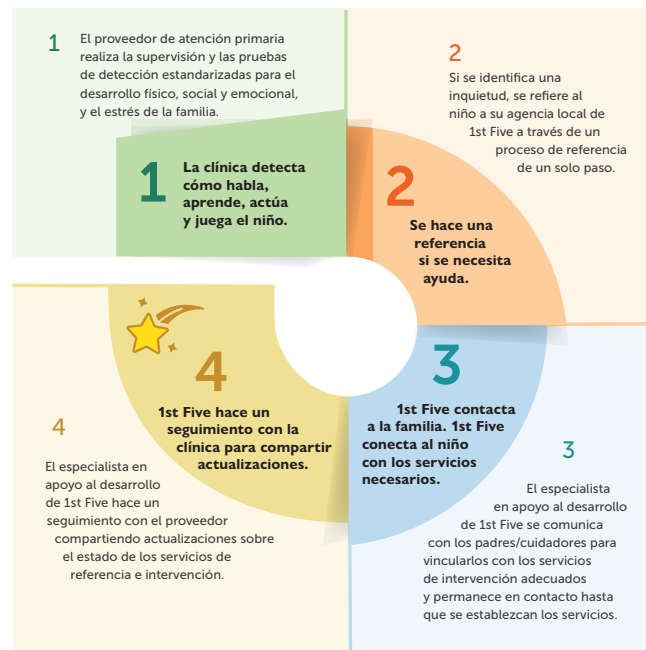 1
El proveedor de atención primaria
realiza la supervisión y las pruebas
de detección estandarizadas para el
desarrollo físico, social y emocional,
y el estrés de la familia.
1
La clínica detecta
cómo habla,
aprende, actúa
y juega el niño.
2
Si se identifica una
inquietud, se refiere al
niño a su agencia local de
1st Five a través de un
proceso de referencia
de un solo paso.
2
Se hace una
referencia
si se necesita
ayuda.
3
1st Five contacta
a la familia. 1st Five
conecta al niño
con los servicios
necesarios.
3
El especialista
en apoyo al desarrollo
de 1st Five se comunica
con los padres/cuidadores para
vincularlos con los servicios
de intervención adecuados
y permanece en contacto hasta
que se establezcan los servicios.
4
1st Five hace un
seguimiento con la
clínica para compartir
actualizaciones.
4
El especialista en
apoyo al desarrollo
de 1st Five hace un
seguimiento con el proveedor
compartiendo actualizaciones sobre
el estado de los servicios de
referencia e intervención.